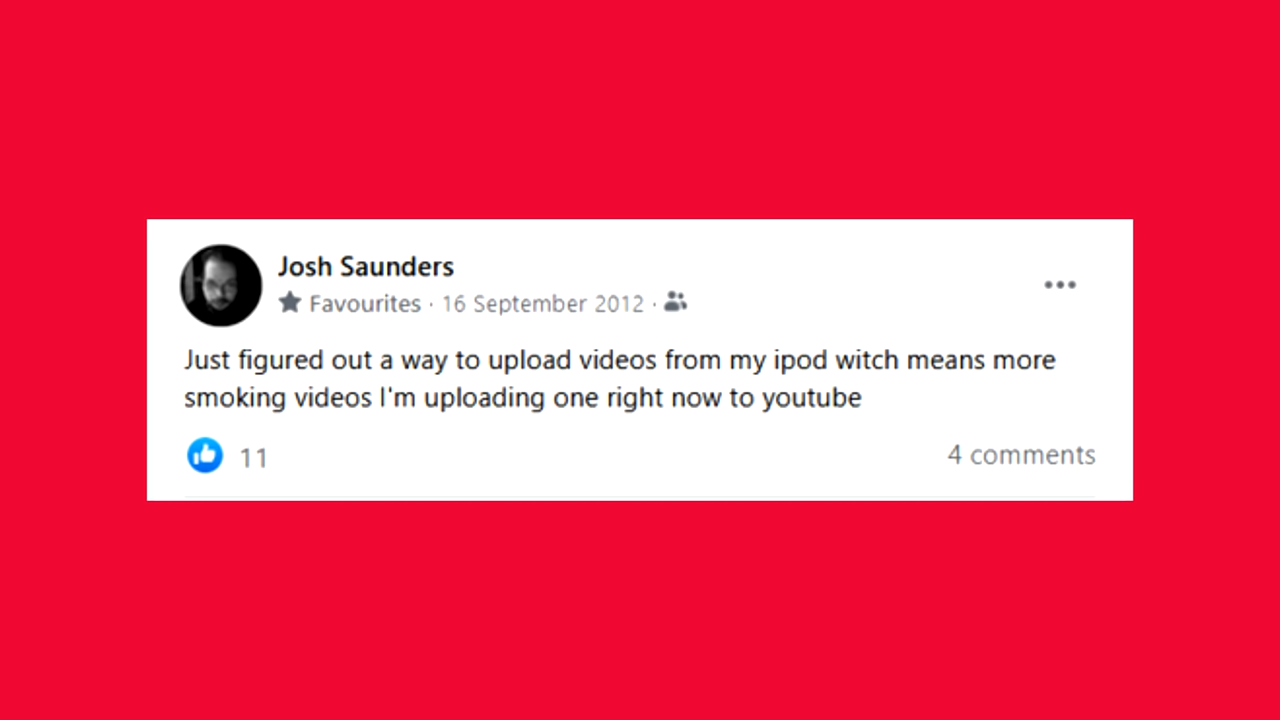 Josh Saunders
Favourites · 16 September 2012 ·
Just figured out a way to upload videos from my ipod witch means more
smoking videos I'm uploading one right now to youtube
11
4 comments